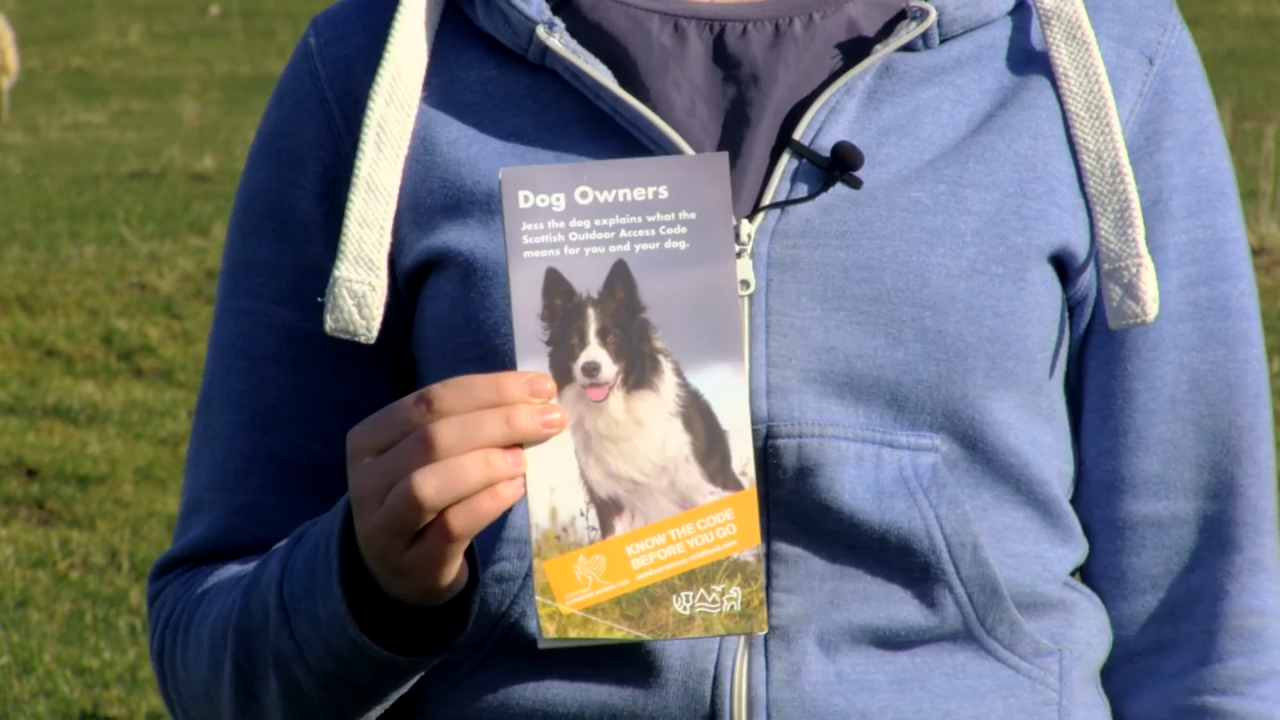 Dog Owners
Jess the dog explains what the
Scottish Outdoor Access Code
means for you and your dog.
KNOW THE CODE
BEFORE YOU GO